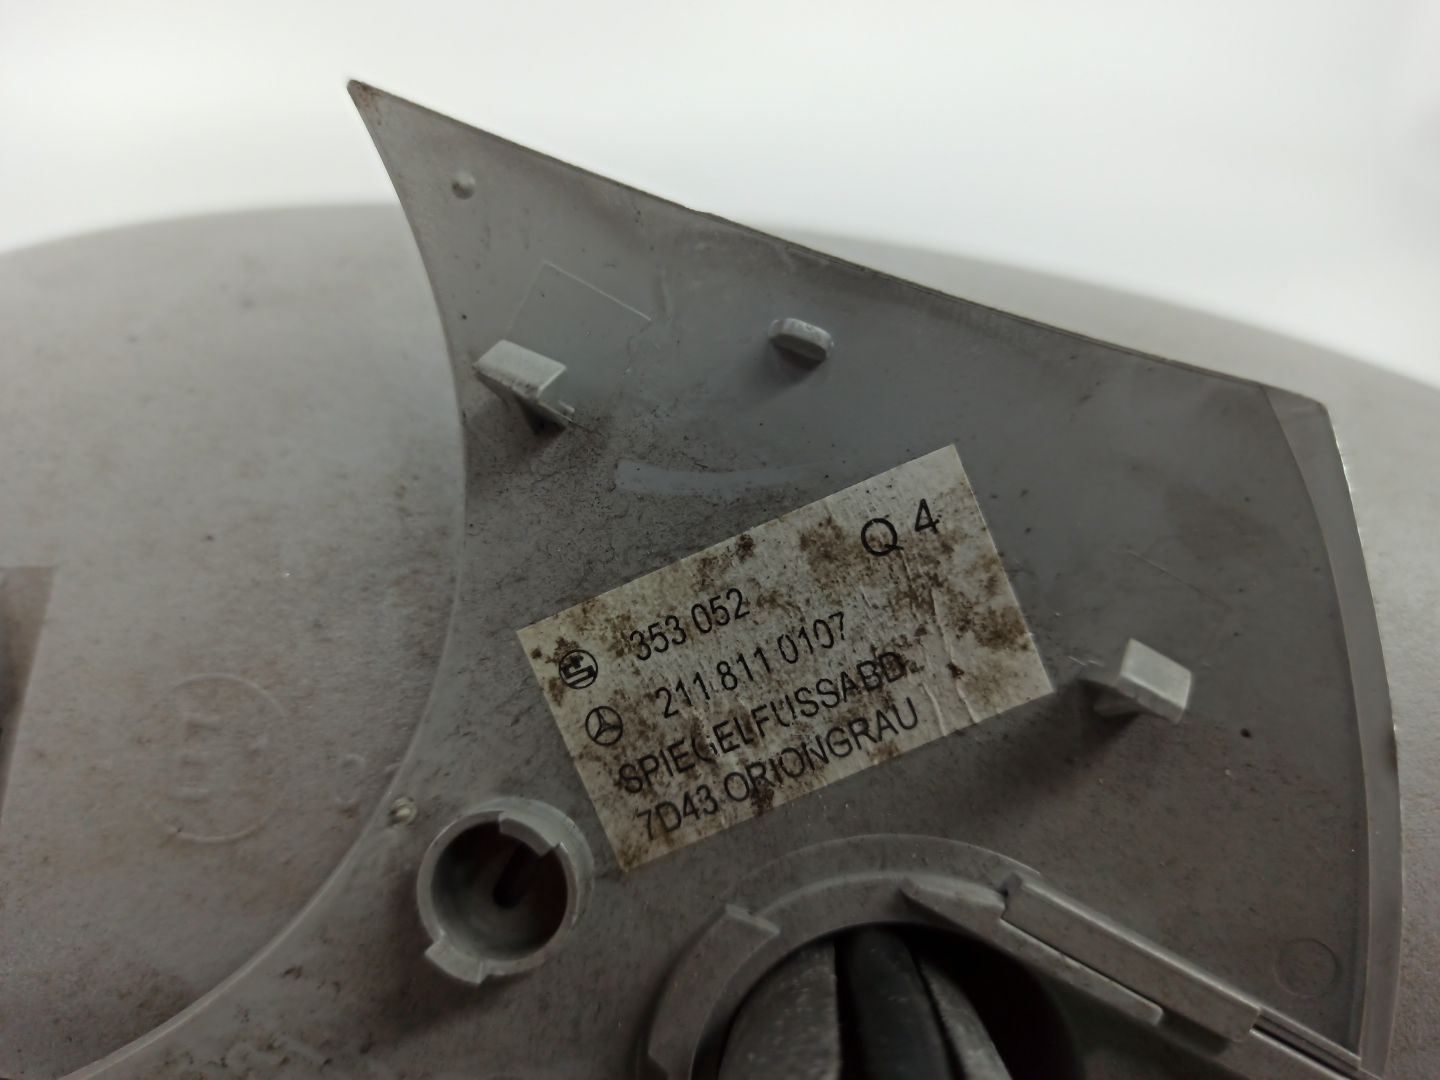 Q 4
353 052
211 811 0107
SPIEGELFUSSABD.
7D43 ORIONGRAU